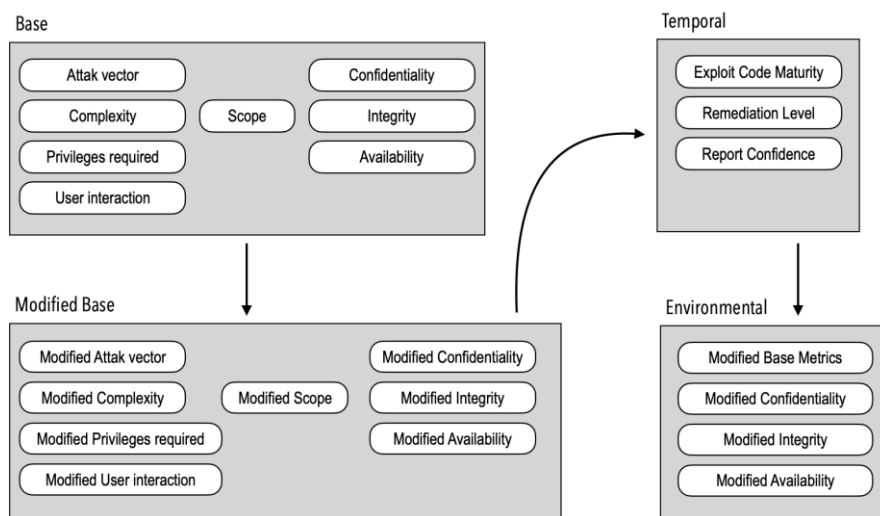 Base
Attak vector
Complexity
Privileges required
User interaction
Scope
Confidentiality
Integrity
Availability
Modified Base
Modified Attak vector
Modified Complexity
Modified Privileges required
Modified User interaction
Modified Scope
Modified Confidentiality
Modified Integrity
Modified Availability
Temporal
Exploit Code Maturity
Remediation Level
Report Confidence
Environmental
Modified Base Metrics
Modified Confidentiality
Modified Integrity
Modified Availability